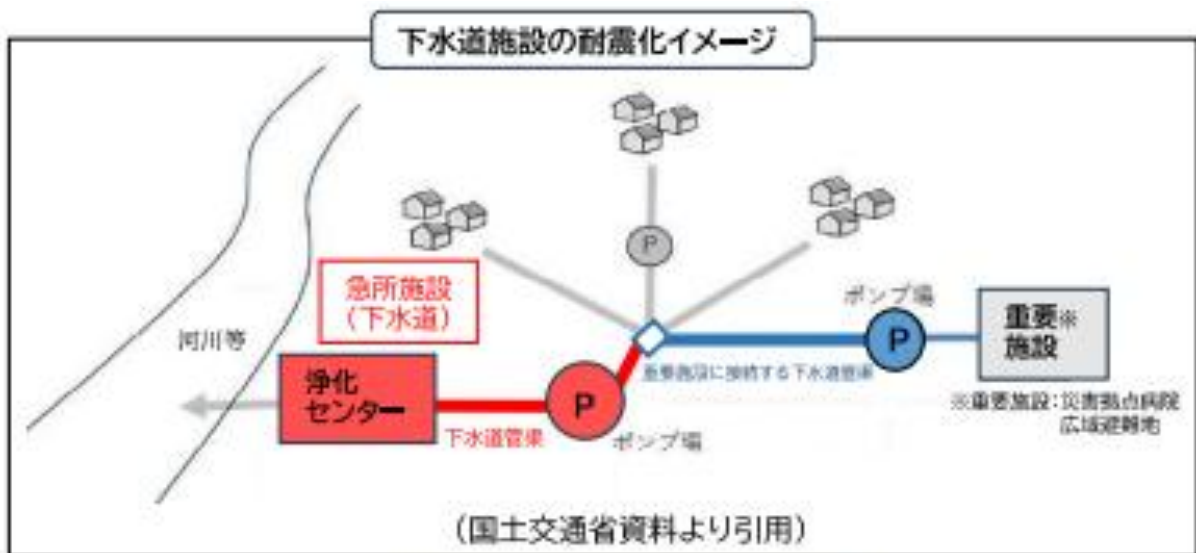 下水道施設の耐震化イメージ
P
急所施設
(下水道)
河川等
ポンプ場
P
重要※
施設
重要施設に接続する下水道管渠
浄化
センター
P
下水道管渠
ポンプ場
※重要施設:災害拠点病院
広域避難地
(国土交通省資料より引用)